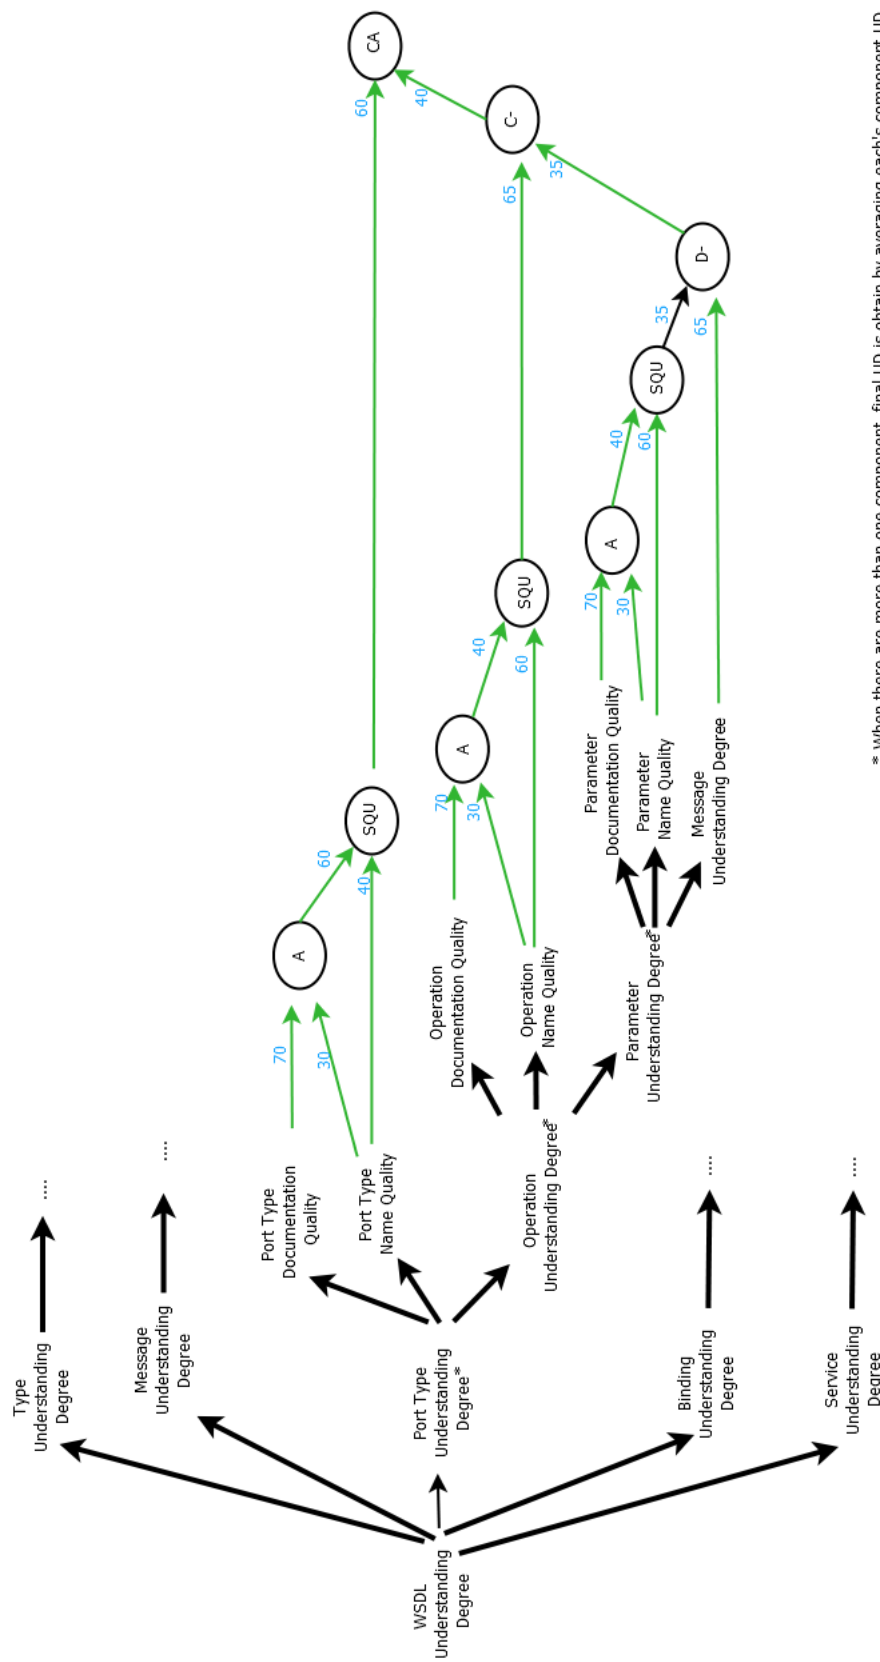 WSDL
Understanding
Degree
Type
Understanding
Degree
....
Message
Understanding
Degree
....
Port Type
Understanding
Degree*
Binding
Understanding
Degree
....
Service
Understanding
Degree
....
Port Type
Documentation
Quality
Port Type
Name Quality
70
30
A
60
40
SQU
60
CA
Operation
Understanding Degree*
Operation
Documentation Quality
Operation
Name Quality
70
30
A
40
60
SQU
65
C-
40
Parameter
Understanding Degree*
Parameter
Documentation Quality
Parameter
Name Quality
Message
Understanding Degree
70
30
A
40
60
SQU
35
65
D-
35
* When there are more than one component, final UD is obtain by averaging each's component UD